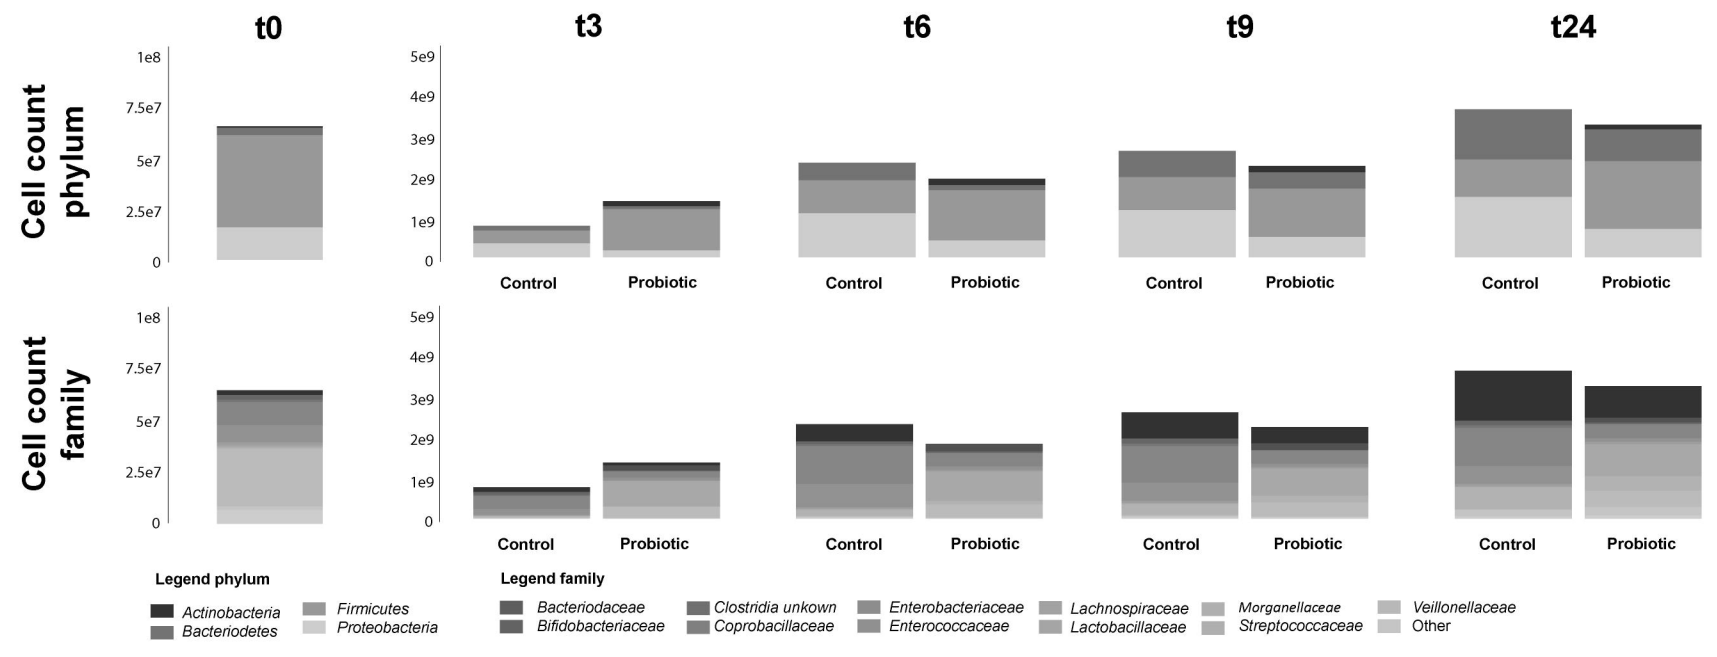 t0 t3 t6 t9 t24
Cell count
phylum
1e8
7.5e7
5e7
2.5e7
0
5e9
4e9
3e9
2e9
1e9
0
Control Probiotic Control Probiotic Control Probiotic Control Probiotic
Cell count
family
1e8
7.5e7
5e7
2.5e7
0
5e9
4e9
3e9
2e9
1e9
0
Control Probiotic Control Probiotic Control Probiotic Control Probiotic
Legend phylum
Actinobacteria Firmicutes
Bacteriodetes Proteobacteria
Legend family
Bacteriodaceae Clostridia unkown Enterobacteriaceae Lachnospiraceae Morganellaceae Veillonellaceae
Bifidobacteriaceae Coprobacillaceae Enterococcaceae Lactobacillaceae Streptococcaceae Other